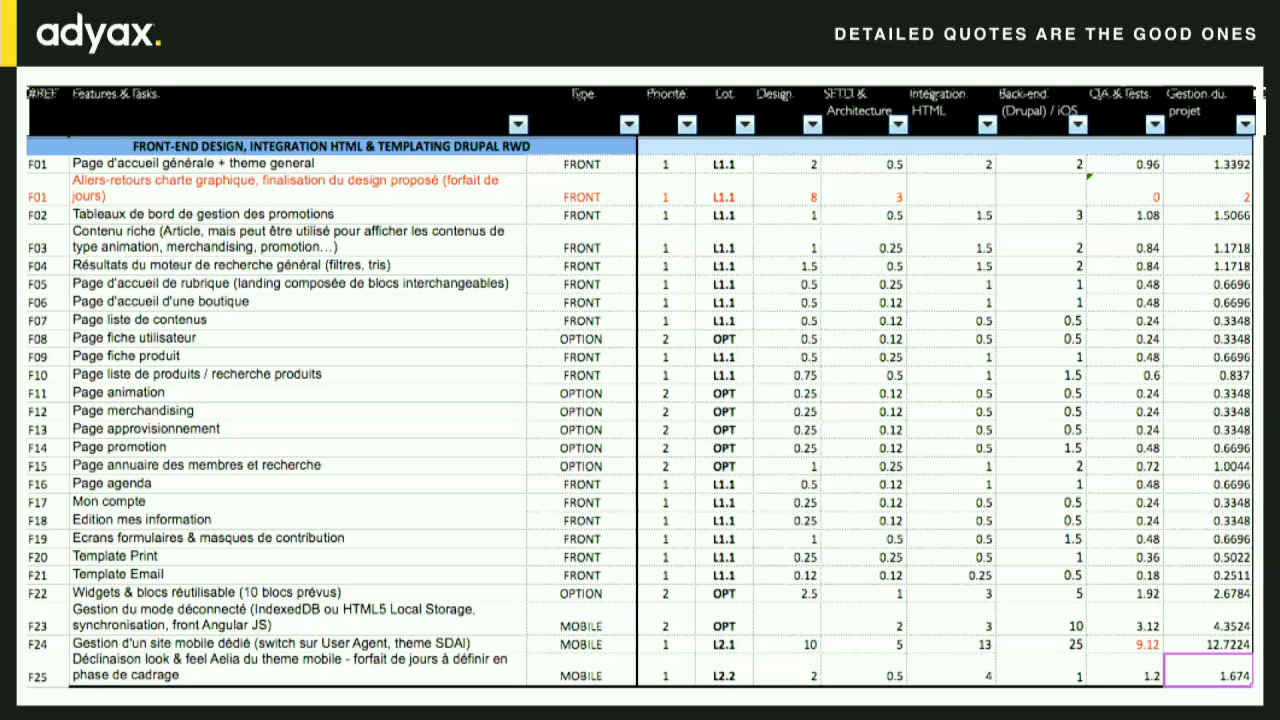 adyax.
DETAILED QUOTES ARE THE GOOD ONES
#REF Features & Tasks Type Priorité Lot Design SFTD & Architecture Intégration HTML Back-end (Drupal) / iOS QA & Tests Gestion du projet
FRONT-END DESIGN, INTEGRATION HTML & TEMPLATING DRUPAL RWD
F01 Page d'accueil générale + theme general FRONT 1 L1.1 2 0.5 2 2 0.96 1.3392
F01 Allers-retours charte graphique, finalisation du design proposé (forfait de jours) FRONT 1 L1.1 8 3 0 2
F02 Tableaux de bord de gestion des promotions FRONT 1 L1.1 1 0.5 1.5 3 1.08 1.5066
F03 Contenu riche (Article, mais peut être utilisé pour afficher les contenus de type animation, merchandising, promotion…) FRONT 1 L1.1 1 0.25 1.5 2 0.84 1.1718
F04 Résultats du moteur de recherche général (filtres, tris) FRONT 1 L1.1 1.5 0.5 1.5 2 0.84 1.1718
F05 Page d'accueil de rubrique (landing composée de blocs interchangeables) FRONT 1 L1.1 0.5 0.25 1 1 0.48 0.6696
F06 Page d'accueil d'une boutique FRONT 1 L1.1 0.5 0.12 1 1 0.48 0.6696
F07 Page liste de contenus FRONT 1 L1.1 0.5 0.12 0.5 0.5 0.24 0.3348
F08 Page fiche utilisateur OPTION 2 OPT 0.5 0.12 0.5 0.5 0.24 0.3348
F09 Page fiche produit FRONT 1 L1.1 0.5 0.25 1 1 0.48 0.6696
F10 Page liste de produits / recherche produits FRONT 1 L1.1 0.75 0.5 1 1.5 0.6 0.837
F11 Page animation OPTION 2 OPT 0.25 0.12 0.5 0.5 0.24 0.3348
F12 Page merchandising OPTION 2 OPT 0.25 0.12 0.5 0.5 0.24 0.3348
F13 Page approvisionnement OPTION 2 OPT 0.25 0.12 0.5 0.5 0.24 0.3348
F14 Page promotion OPTION 2 OPT 0.25 0.12 0.5 1.5 0.48 0.6696
F15 Page annuaire des membres et recherche OPTION 2 OPT 1 0.25 1 2 0.72 1.0044
F16 Page agenda FRONT 1 L1.1 0.5 0.12 1 1 0.48 0.6696
F17 Mon compte FRONT 1 L1.1 0.25 0.12 0.5 0.5 0.24 0.3348
F18 Edition mes information FRONT 1 L1.1 0.25 0.12 0.5 0.5 0.24 0.3348
F19 Ecrans formulaires & masques de contribution FRONT 1 L1.1 1 0.5 0.5 1.5 0.48 0.6696
F20 Template Print FRONT 1 L1.1 0.25 0.25 0.5 1 0.36 0.5022
F21 Template Email FRONT 1 L1.1 0.12 0.12 0.25 0.5 0.18 0.2511
F22 Widgets & blocs réutilisable (10 blocs prévus) OPTION 2 OPT 2.5 1 3 5 1.92 2.6784
F23 Gestion du mode déconnecté (IndexedDB ou HTML5 Local Storage, synchronisation, front Angular JS) MOBILE 2 OPT 2 3 10 3.12 4.3524
F24 Gestion d'un site mobile dédié (switch sur User Agent, theme SDAI) MOBILE 1 L2.1 10 5 13 25 9.12 12.7224
F25 Déclinaison look & feel Aelia du theme mobile - forfait de jours à définir en phase de cadrage MOBILE 1 L2.2 2 0.5 4 1 1.2 1.674